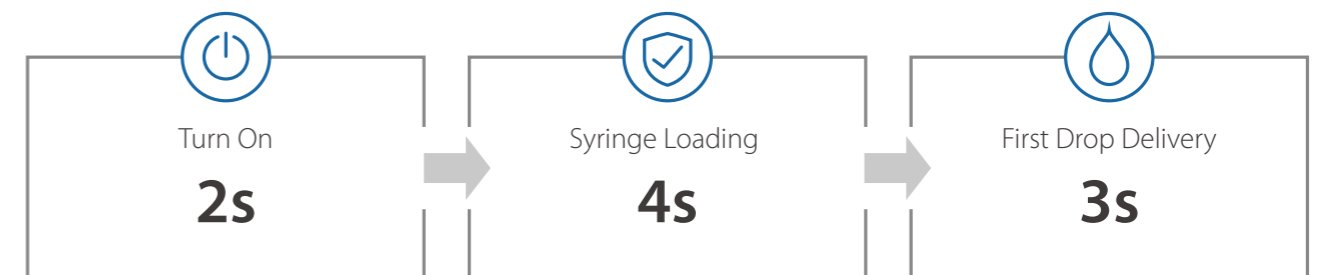 Turn On
2s
Syringe Loading
4s
First Drop Delivery
3s